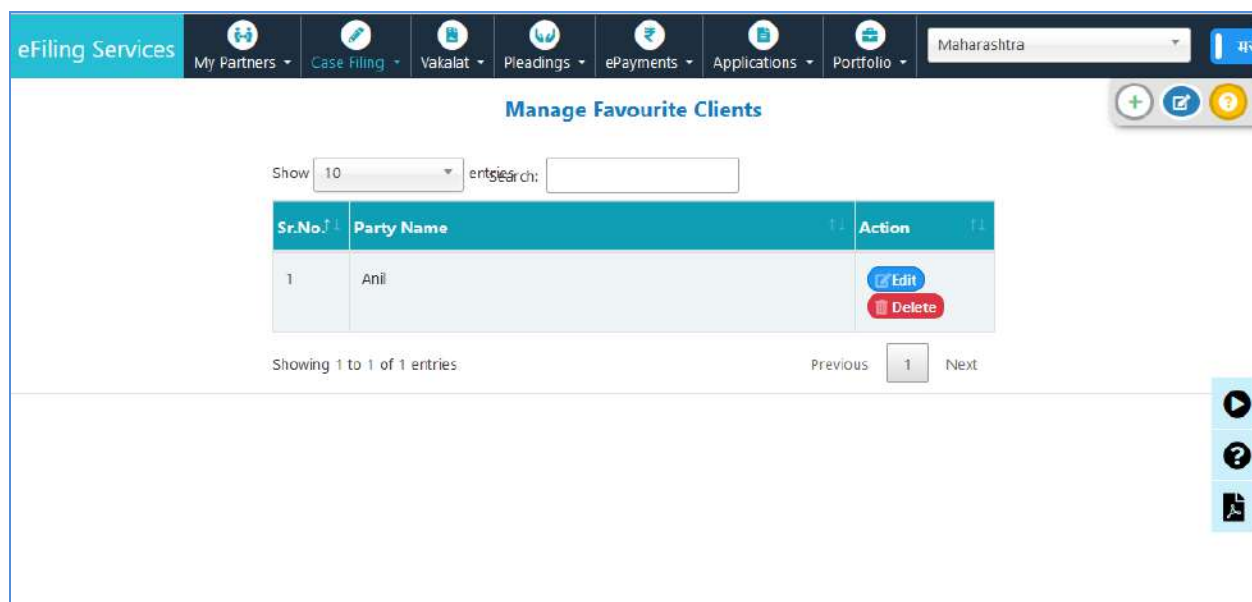 eFiling Services
My Partners
Case Filing
Vakalat
Pleadings
ePayments
Applications
Portfolio
Maharashtra
Manage Favourite Clients
Show 10 entries Search:
Sr.No. Party Name Action
1 Anil Edit
Delete
Showing 1 to 1 of 1 entries Previous 1 Next